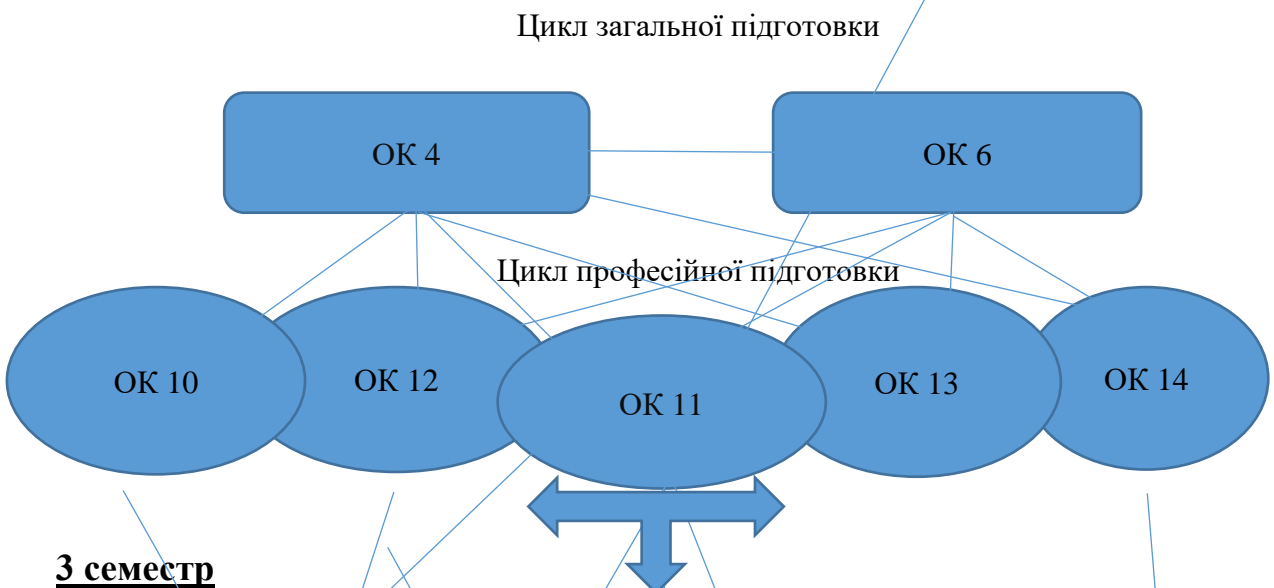 Цикл загальної підготовки
ОК 4
ОК 6
Цикл професійної підготовки
ОК 10
ОК 12
ОК 11
ОК 13
ОК 14
3 семестр